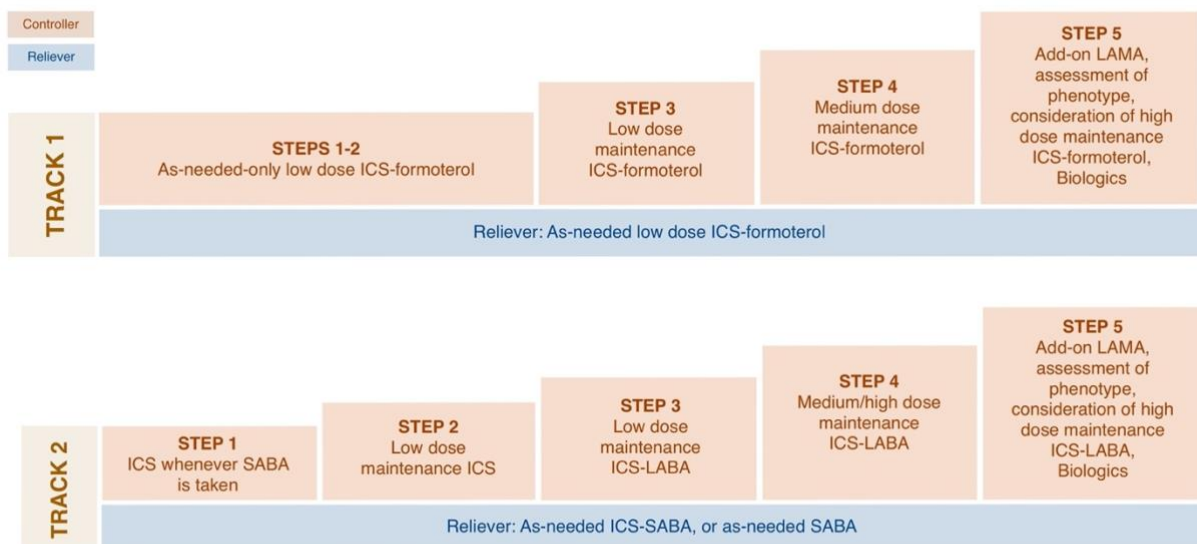 Controller
Reliever
TRACK 1
STEPS 1-2
As-needed-only low dose ICS-formoterol
STEP 3
Low dose
maintenance
ICS-formoterol
STEP 4
Medium dose
maintenance
ICS-formoterol
STEP 5
Add-on LAMA,
assessment of
phenotype,
consideration of high
dose maintenance
ICS-formoterol,
Biologics
Reliever: As-needed low dose ICS-formoterol
TRACK 2
STEP 1
ICS whenever SABA
is taken
STEP 2
Low dose
maintenance ICS
STEP 3
Low dose
maintenance
ICS-LABA
STEP 4
Medium/high dose
maintenance
ICS-LABA
STEP 5
Add-on LAMA,
assessment of
phenotype,
consideration of high
dose maintenance
ICS-LABA,
Biologics
Reliever: As-needed ICS-SABA, or as-needed SABA